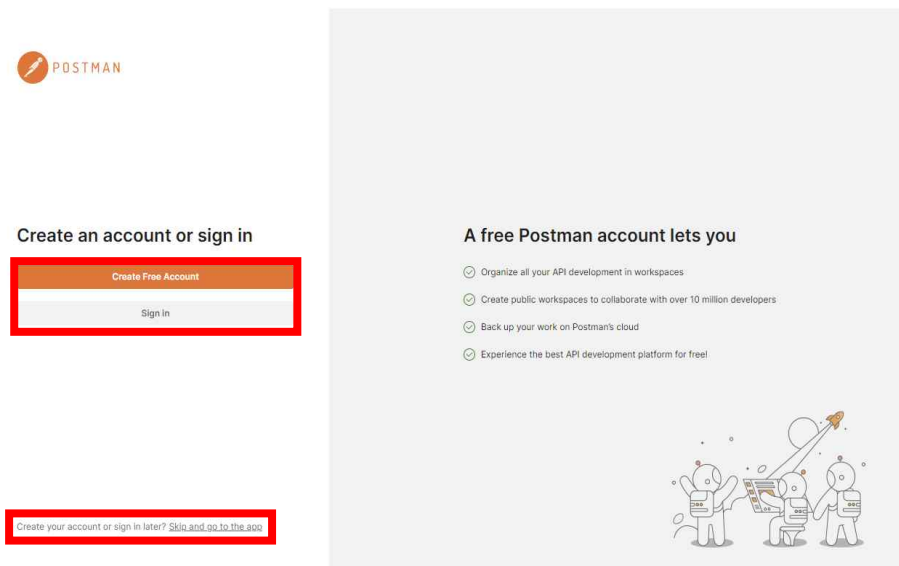 POSTMAN
Create an account or sign in
Create Free Account
Sign in
Create your account or sign in later? Skip and go to the app
A free Postman account lets you
Organize all your API development in workspaces
Create public workspaces to collaborate with over 10 million developers
Back up your work on Postman's cloud
Experience the best API development platform for free!